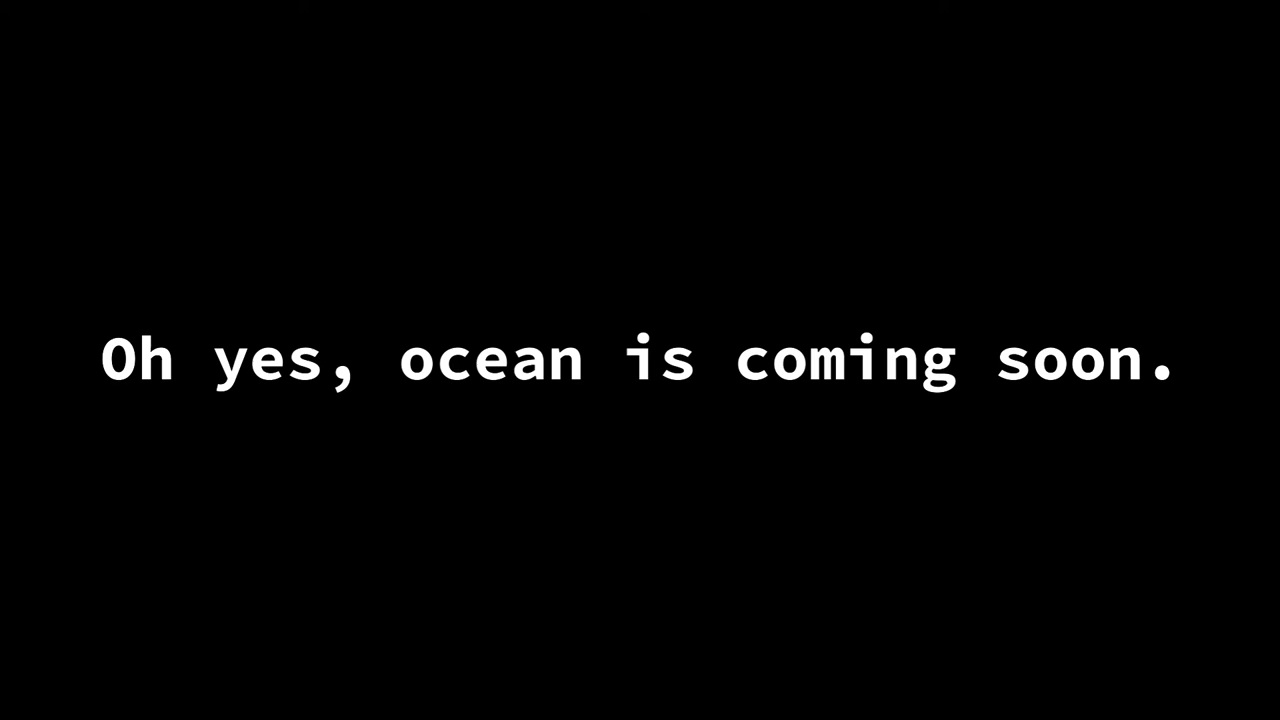 Oh yes, ocean is coming soon.